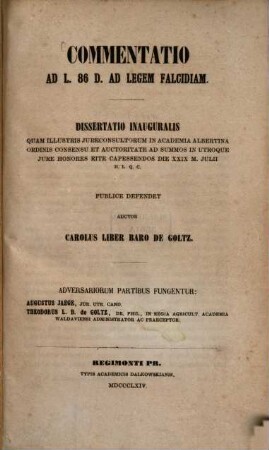 COMMENTATIO
AD L. 86 D. AD LEGEM FALCIDIAM.
DISSERTATIO INAUGURALIS
QUAM ILLUSTRIS JURECONSULTORUM IN ACADEMIA ALBERTINA
ORDINIS CONSENSU ET AUCTORITATE AD SUMMOS IN UTROQUE
JURE HONORES RITE CAPESSENDOS DIE XXIX M. JULII
H. L. Q. C.
PUBLICE DEFENDET
AUCTOR
CAROLUS LIBER BARO DE GOLTZ.
ADVERSARIORUM PARTIBUS FUNGENTUR:
AUGUSTUS JAEGE, JUR. UTR. CAND.
THEODORUS L. B. de GOLTZ, DR. PHIL., IN REGIA AGRICULT. ACADEMIA
WALDAVIENSI ADMINISTRATOR AC PRAECEPTOR.
REGIMONTI PR.
TYPIS ACADEMICIS DALKOWSKIANIS,
MDCCCLXIV.